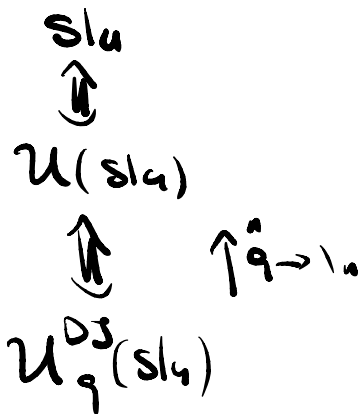 sl₄
U(sl₄)
↑ "q→1"
U_q^{DJ}(sl₄)